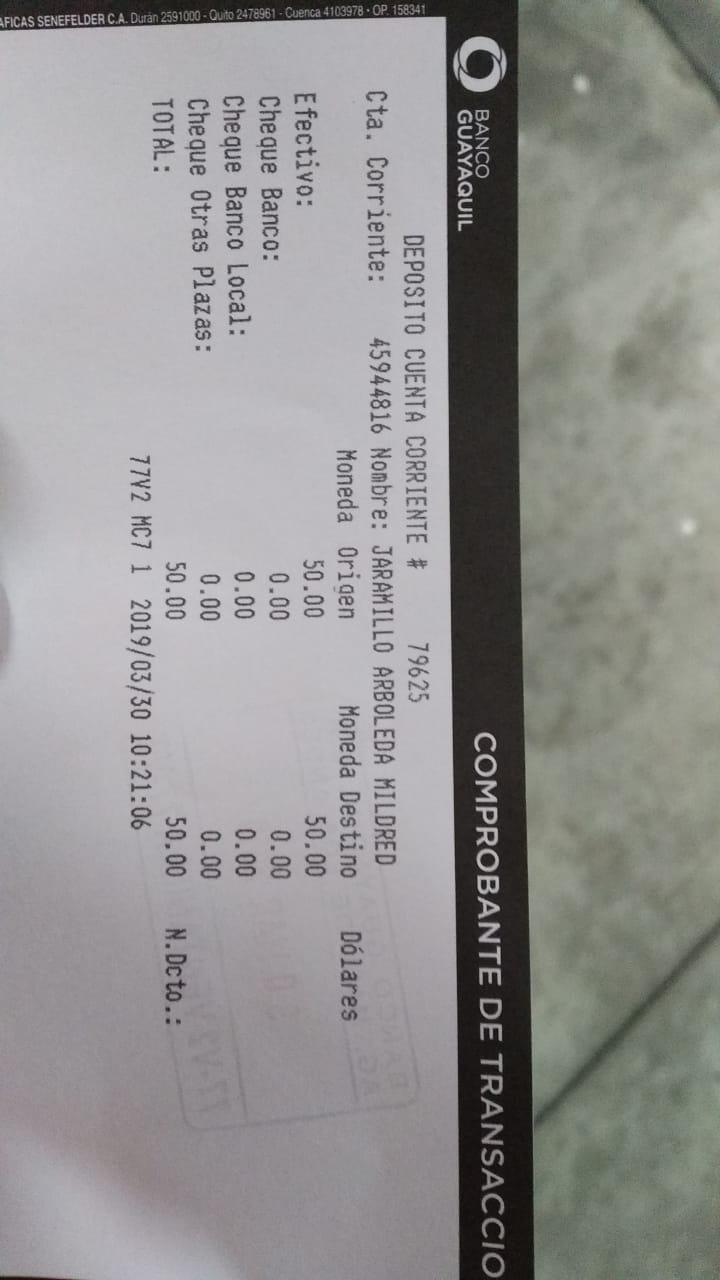 BANCO
GUAYAQUIL
COMPROBANTE DE TRANSACCIO
DEPOSITO CUENTA CORRIENTE # 79625
Cta. Corriente: 45944816 Nombre: JARAMILLO ARBOLEDA MILDRED
Moneda Origen Moneda Destino Dólares
Efectivo: 50.00 50.00
Cheque Banco: 0.00 0.00
Cheque Banco Local: 0.00 0.00
Cheque Otras Plazas: 0.00 0.00
TOTAL: 50.00 50.00 N.Dcto.:
77V2 MC7 1 2019/03/30 10:21:06
AFICAS SENEFELDER C.A. Durán 2591000 - Quito 2478961 - Cuenca 4103978 • OP. 158341